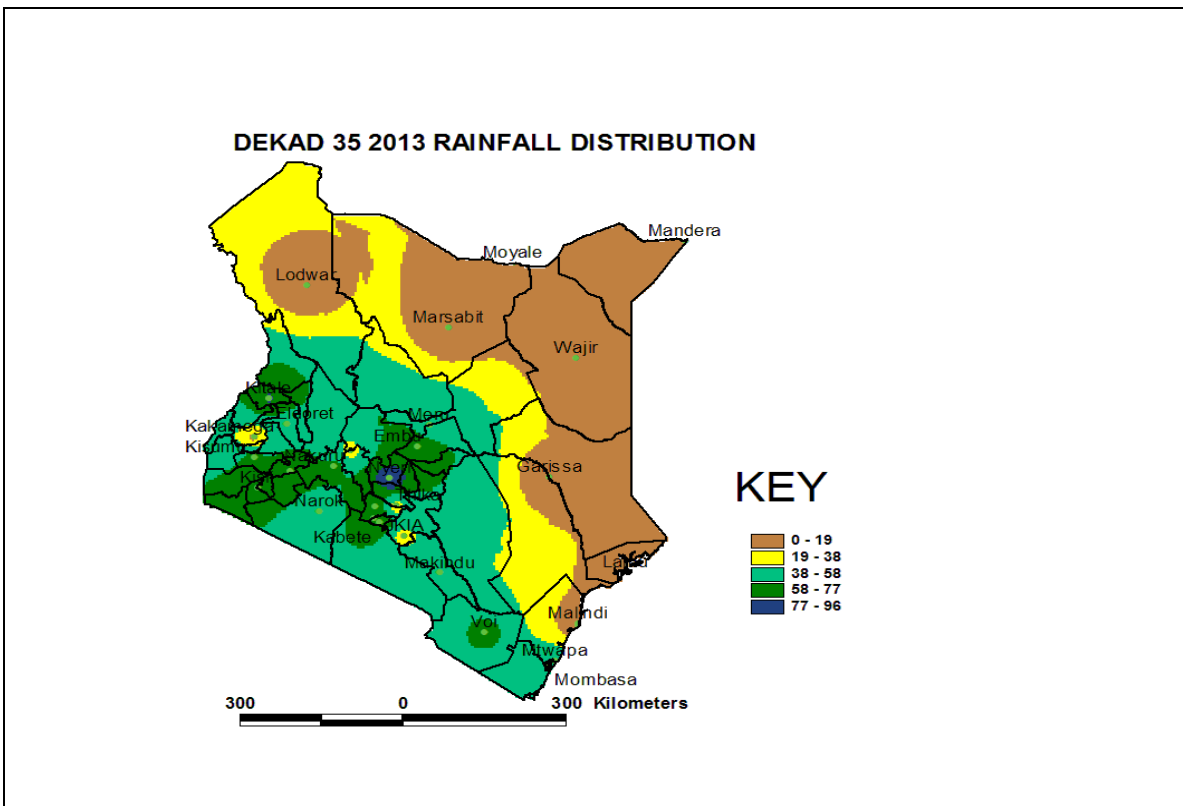 DEKAD 35 2013 RAINFALL DISTRIBUTION
Mandera
Moyale
Lodwar
Marsabit
Wajir
Kitale
Eldoret
Meru
Kakamega
Embu
Kisumu
Nakuru
Nyeri
Garissa
Kisii
Thika
Narok
JKIA
Kabete
Makindu
Lamu
Malindi
Voi
Mtwapa
Mombasa
KEY
0 - 19
19 - 38
38 - 58
58 - 77
77 - 96
300 0 300 Kilometers